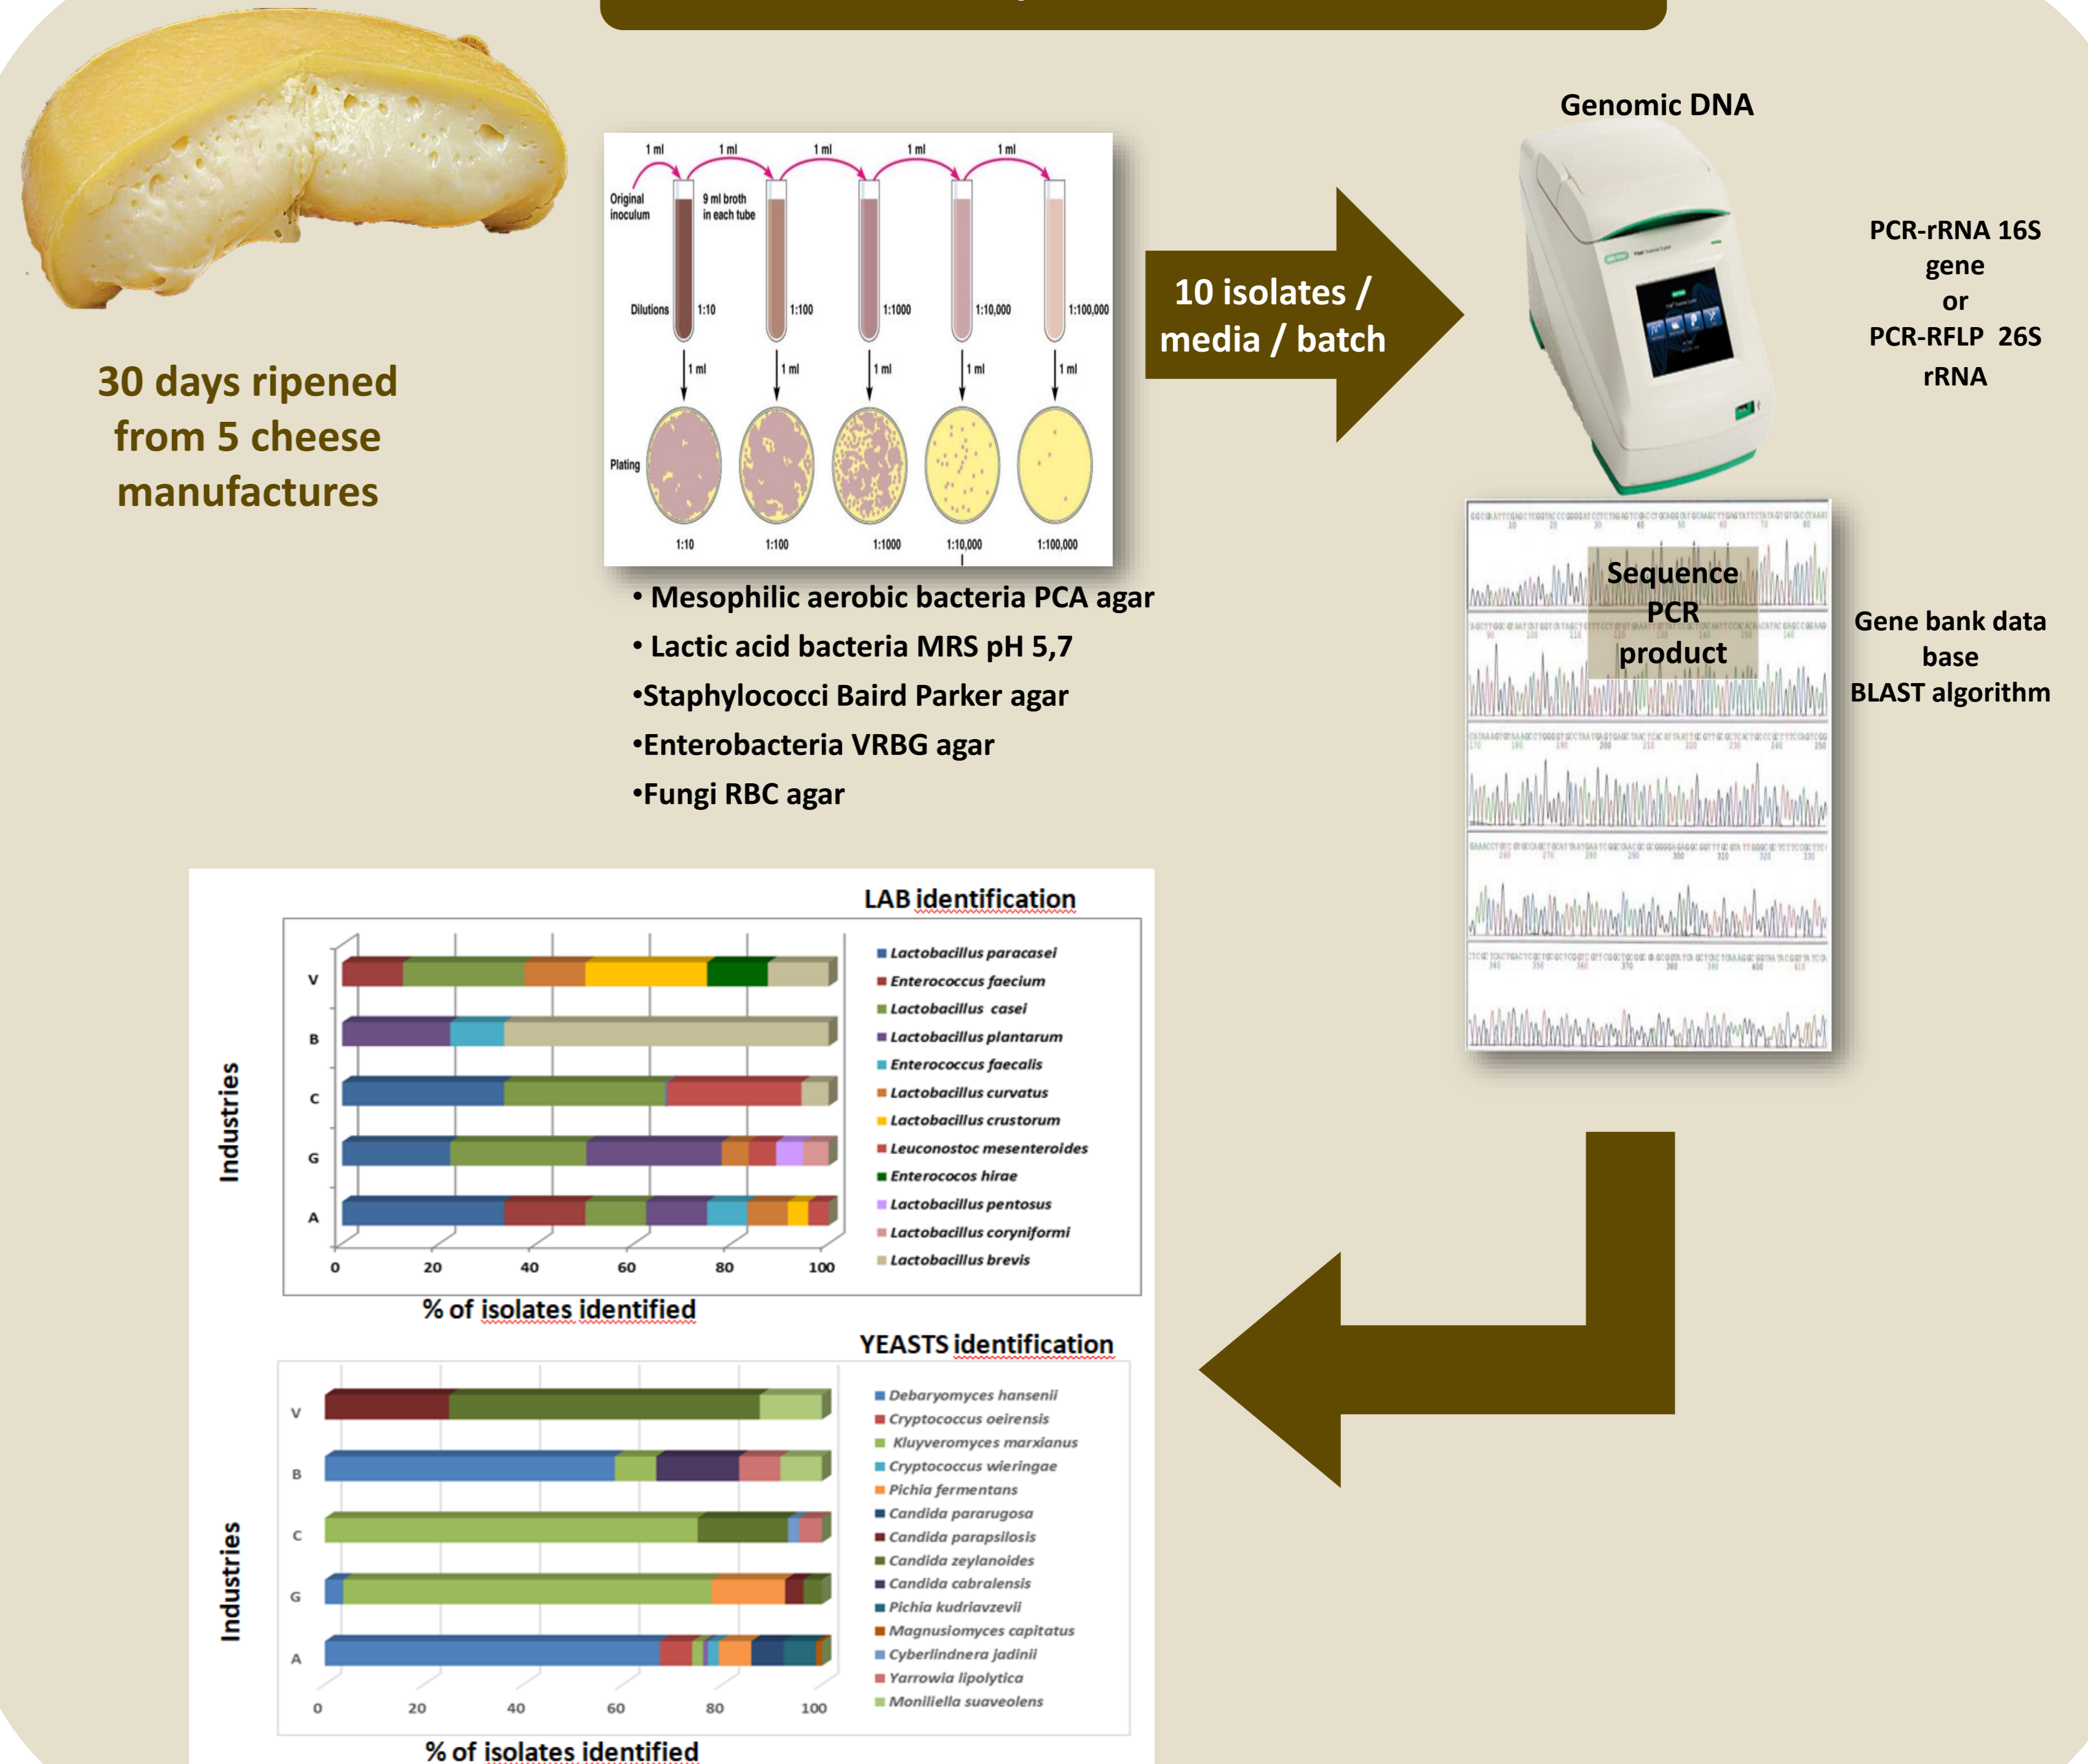 30 days ripened
from 5 cheese
manufactures
1 ml 1 ml 1 ml 1 ml 1 ml
Original
inoculum
9 ml broth
in each tube
Dilutions 1:10 1:100 1:1000 1:10,000 1:100,000
1 ml 1 ml 1 ml 1 ml 1 ml
Plating
1:10 1:100 1:1000 1:10,000 1:100,000
• Mesophilic aerobic bacteria PCA agar
• Lactic acid bacteria MRS pH 5,7
•Staphylococci Baird Parker agar
•Enterobacteria VRBG agar
•Fungi RBC agar
10 isolates /
media / batch
Genomic DNA
PCR-rRNA 16S
gene
or
PCR-RFLP 26S
rRNA
Sequence
PCR
product
Gene bank data
base
BLAST algorithm
LAB identification
Industries
V
B
C
G
A
0 20 40 60 80 100
% of isolates identified
Lactobacillus paracasei
Enterococcus faecium
Lactobacillus casei
Lactobacillus plantarum
Enterococcus faecalis
Lactobacillus curvatus
Lactobacillus crustorum
Leuconostoc mesenteroides
Enterococos hirae
Lactobacillus pentosus
Lactobacillus coryniformi
Lactobacillus brevis
YEASTS identification
Industries
V
B
C
G
A
0 20 40 60 80 100
% of isolates identified
Debaryomyces hansenii
Cryptococcus oeirensis
Kluyveromyces marxianus
Cryptococcus wieringae
Pichia fermentans
Candida pararugosa
Candida parapsilosis
Candida zeylanoides
Candida cabralensis
Pichia kudriavzevii
Magnusiomyces capitatus
Cyberlindnera jadinii
Yarrowia lipolytica
Moniliella suaveolens